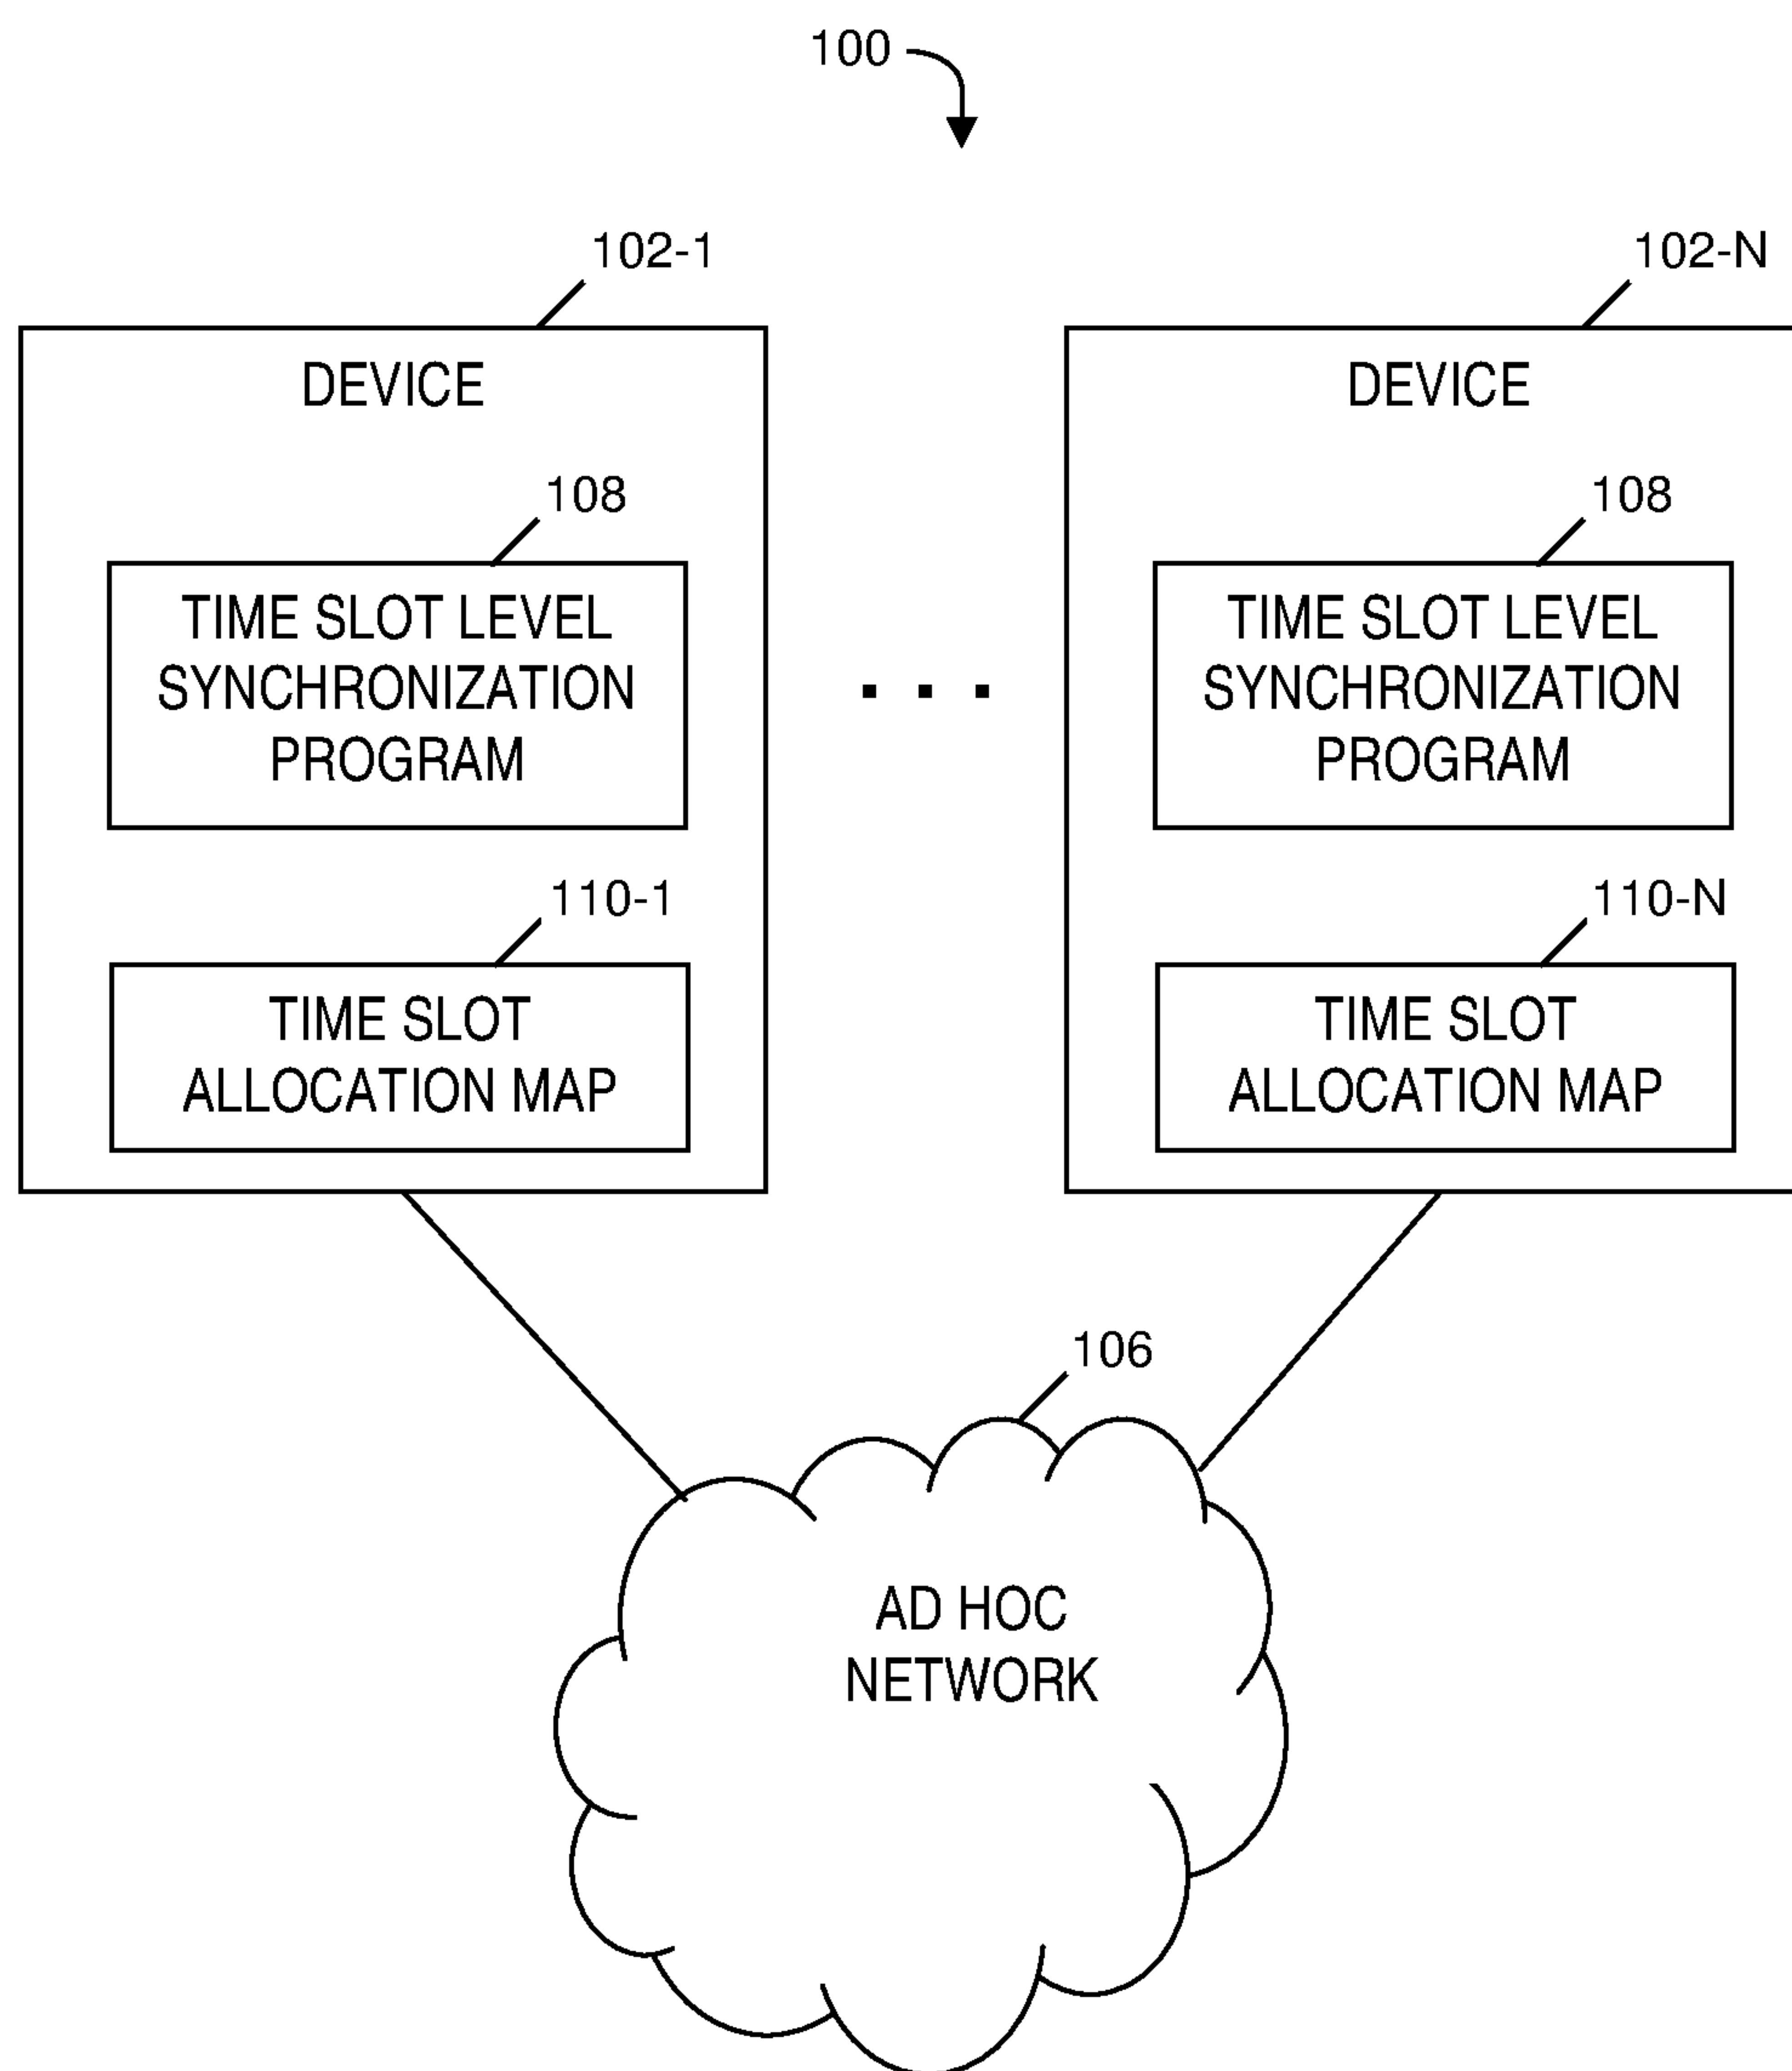 100
102-1
102-N
DEVICE
DEVICE
108
108
TIME SLOT LEVEL
SYNCHRONIZATION
PROGRAM
TIME SLOT LEVEL
SYNCHRONIZATION
PROGRAM
110-1
110-N
TIME SLOT
ALLOCATION MAP
TIME SLOT
ALLOCATION MAP
106
AD HOC
NETWORK